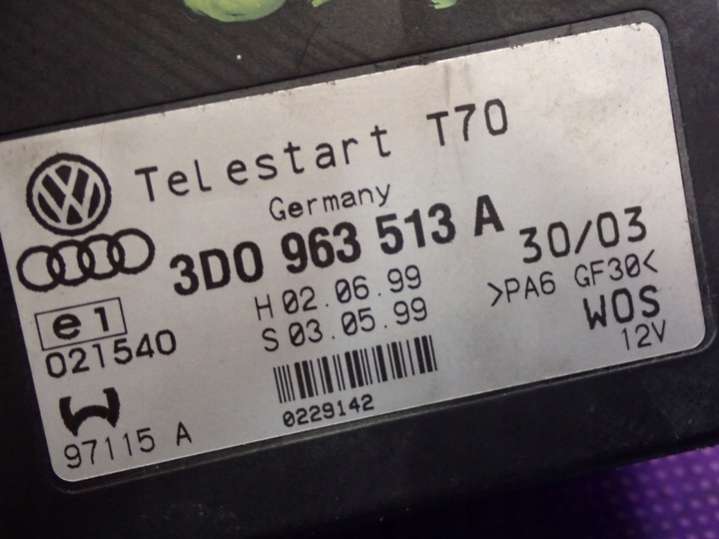 Telestart T70
Germany
3D0 963 513 A
30/03
e1
H 02.06.99
>PA6 GF30<
021540
S 03.05.99
WOS
12V
97115 A
0229142